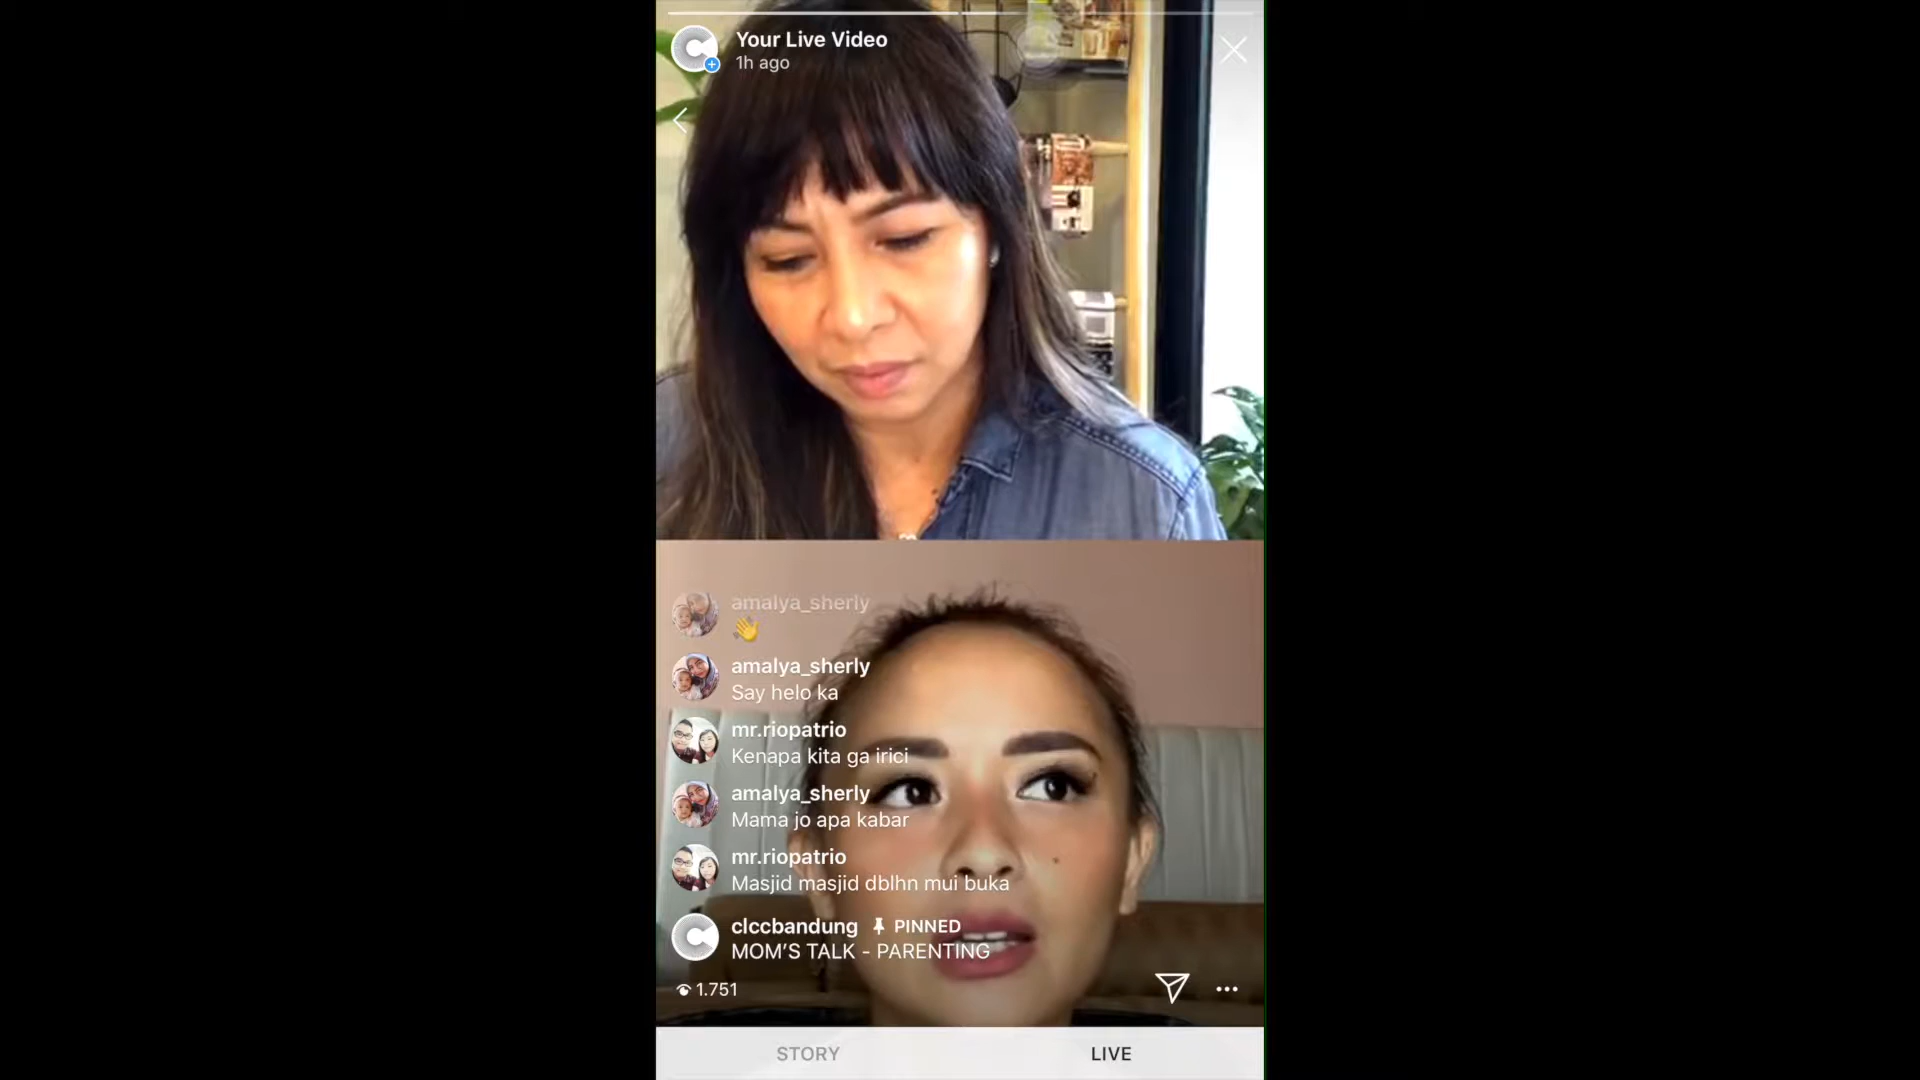 Your Live Video
1h ago
amalya_sherly
👋
amalya_sherly
Say helo ka
mr.riopatrio
Kenapa kita ga irici
amalya_sherly
Mama jo apa kabar
mr.riopatrio
Masjid masjid dblhn mui buka
clccbandung PINNED
MOM’S TALK - PARENTING
1.751
STORY
LIVE